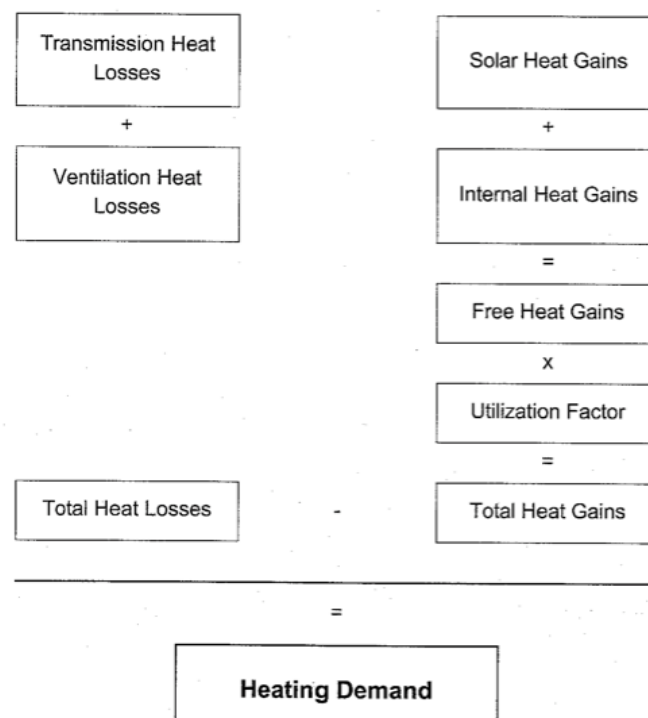 Transmission Heat
Losses
+
Ventilation Heat
Losses
Solar Heat Gains
+
Internal Heat Gains
=
Free Heat Gains
x
Utilization Factor
=
Total Heat Losses
-
Total Heat Gains
=
Heating Demand